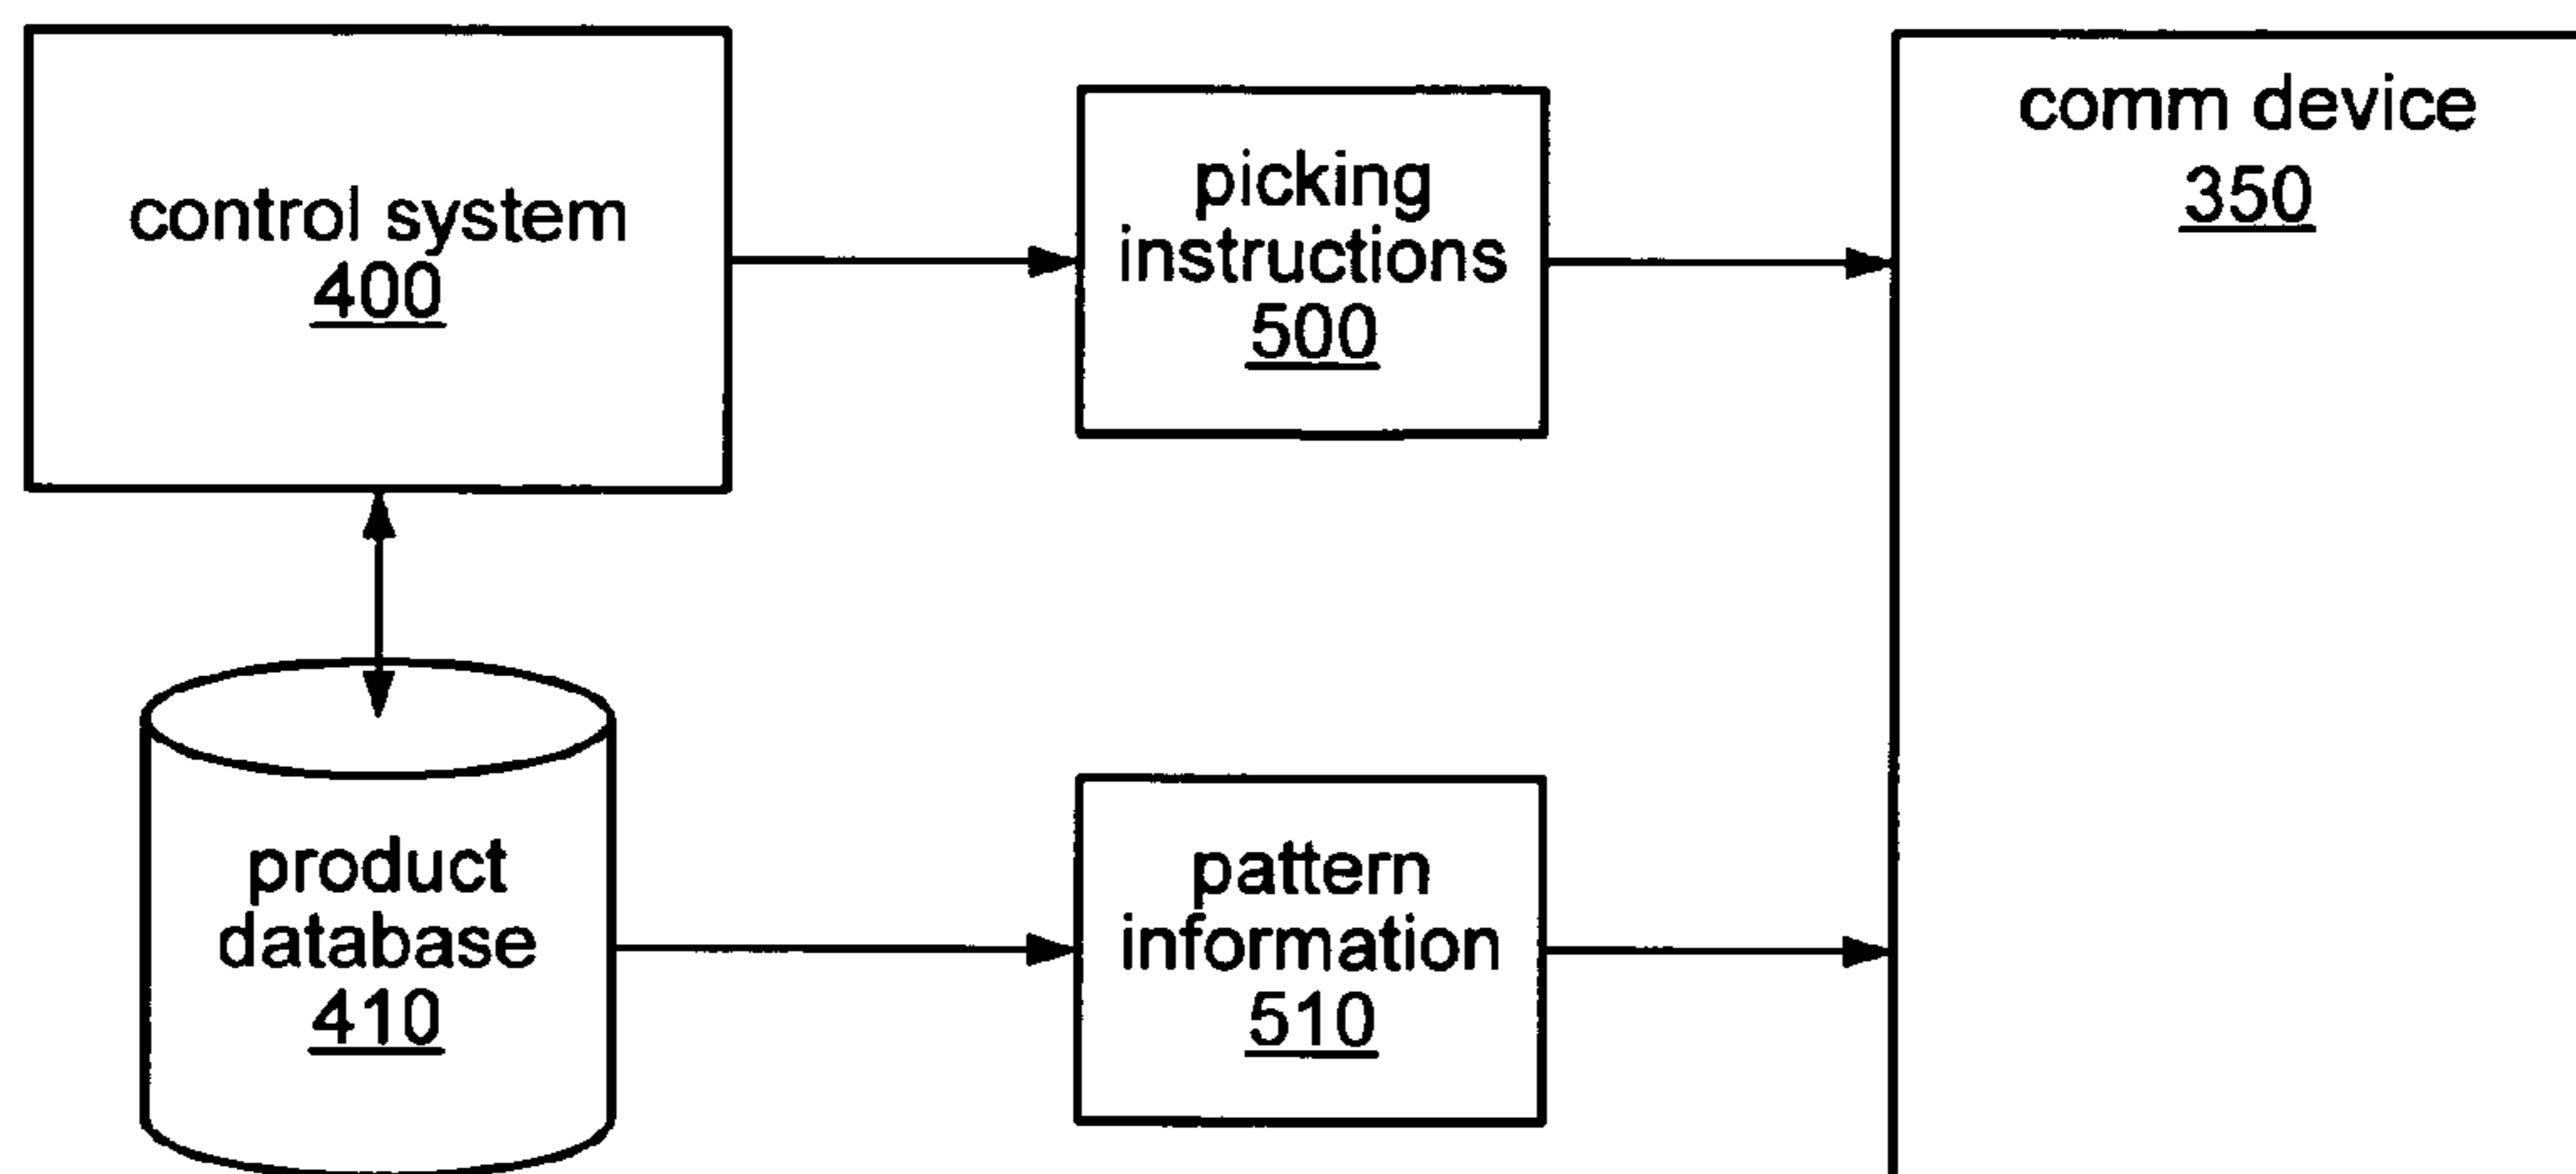 control system
400
picking
instructions
500
comm device
350
product
database
410
pattern
information
510